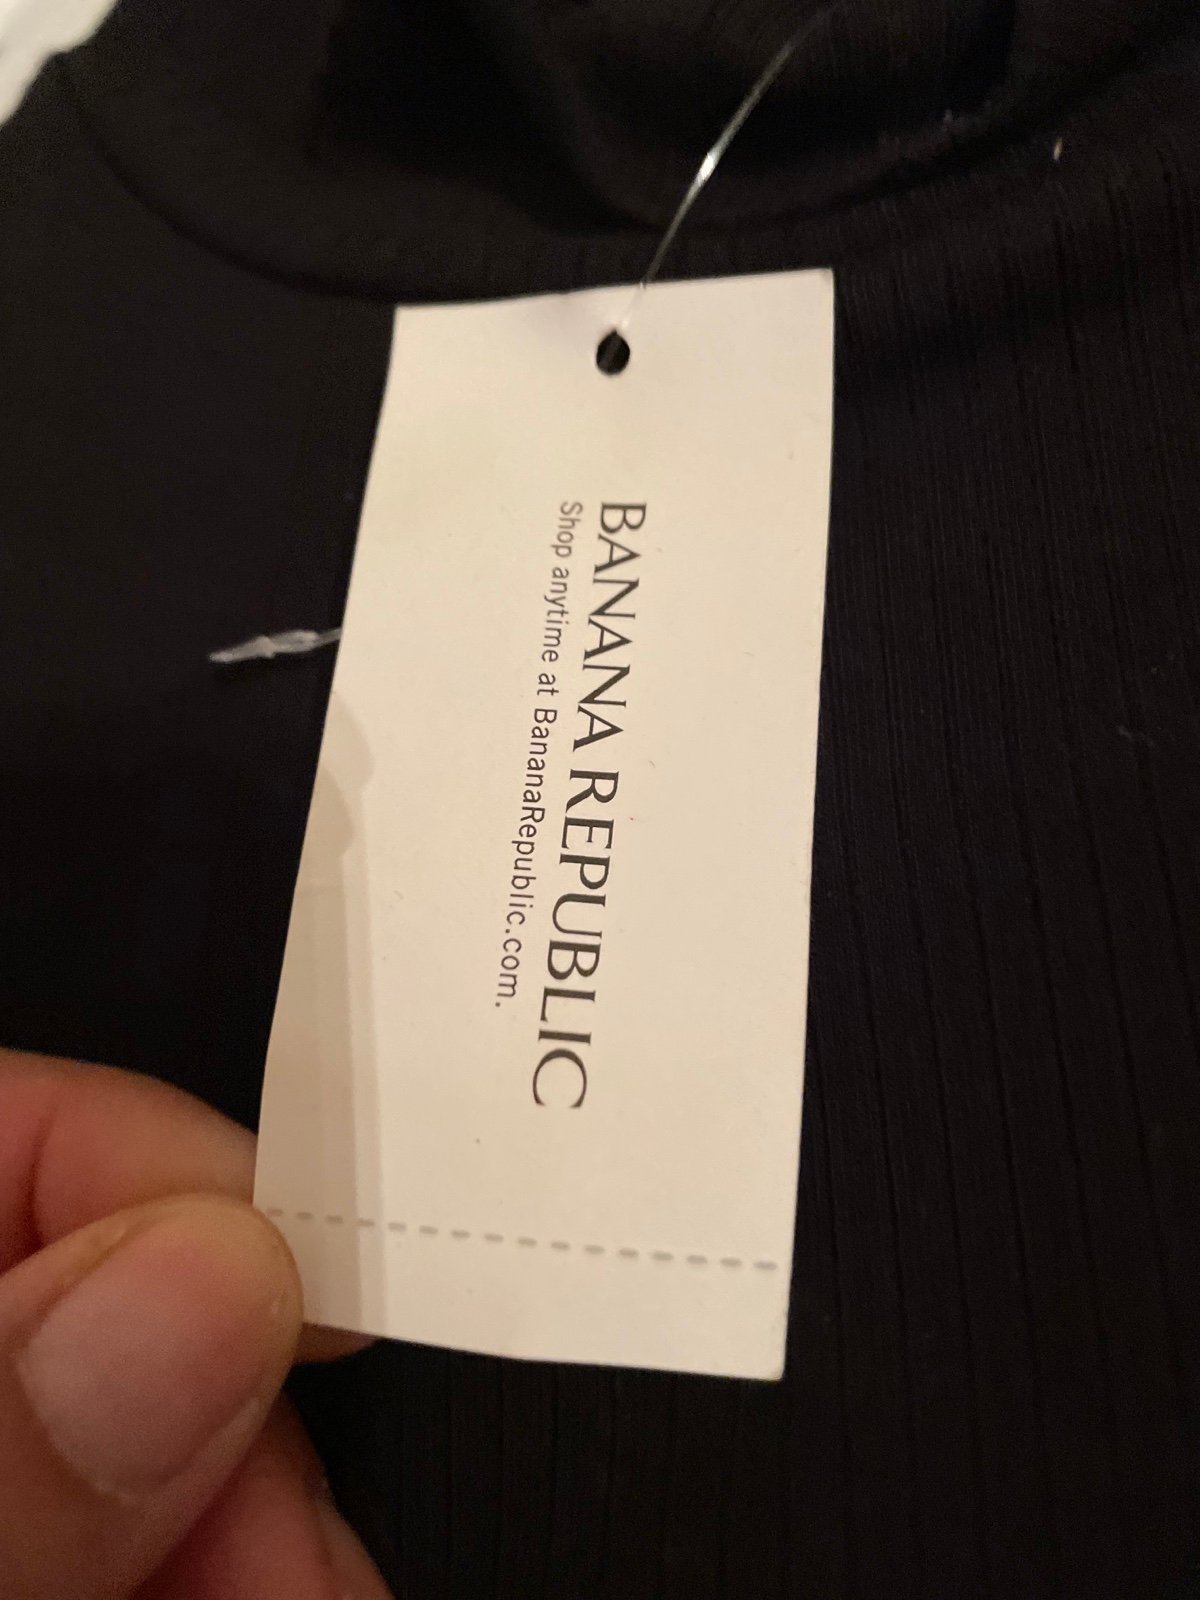 BANANA REPUBLIC
Shop anytime at BananaRepublic.com.